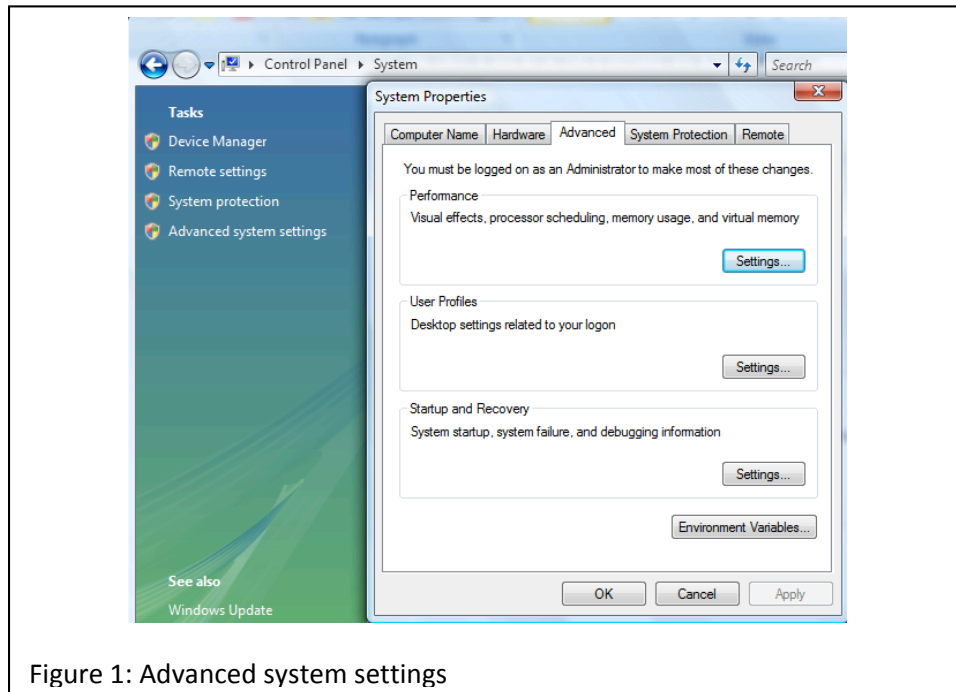 Control Panel System Search
System Properties
Tasks
Device Manager
Remote settings
System protection
Advanced system settings
See also
Windows Update
Computer Name Hardware Advanced System Protection Remote
You must be logged on as an Administrator to make most of these changes.
Performance
Visual effects, processor scheduling, memory usage, and virtual memory
Settings...
User Profiles
Desktop settings related to your logon
Settings...
Startup and Recovery
System startup, system failure, and debugging information
Settings...
Environment Variables...
OK Cancel Apply
Figure 1: Advanced system settings